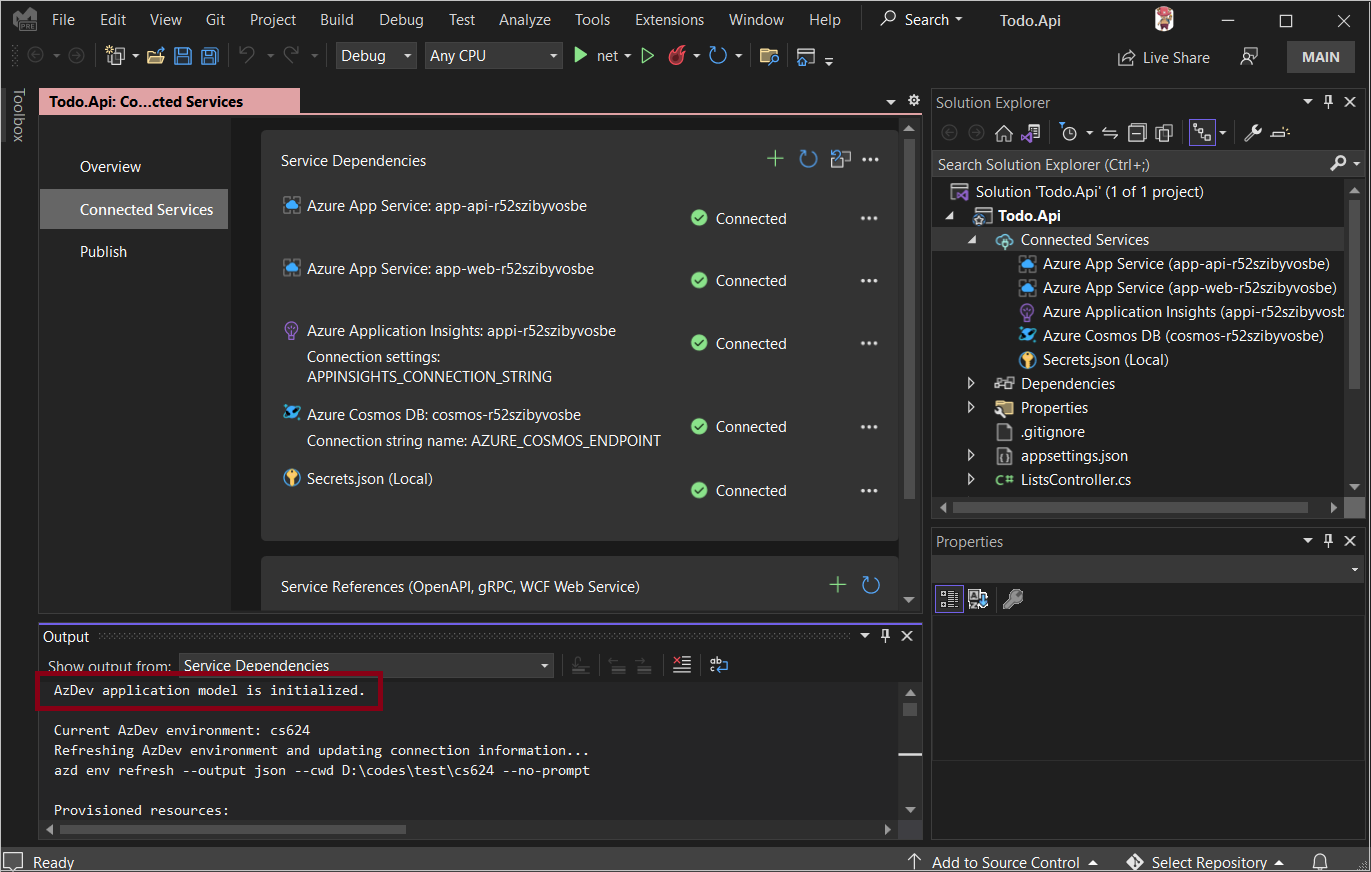 File Edit View Git Project Build Debug Test Analyze Tools Extensions Window Help Search Todo.Api
PRE
Debug Any CPU net Live Share MAIN
Toolbox
Todo.Api: Co...cted Services
Overview
Connected Services
Publish
Service Dependencies
Azure App Service: app-api-r52szibyvosbe
Connected
Azure App Service: app-web-r52szibyvosbe
Connected
Azure Application Insights: appi-r52szibyvosbe
Connected
Connection settings:
APPINSIGHTS_CONNECTION_STRING
Azure Cosmos DB: cosmos-r52szibyvosbe
Connected
Connection string name: AZURE_COSMOS_ENDPOINT
Secrets.json (Local)
Connected
Service References (OpenAPI, gRPC, WCF Web Service)
Output
Show output from: Service Dependencies
AzDev application model is initialized.
Current AzDev environment: cs624
Refreshing AzDev environment and updating connection information...
azd env refresh --output json --cwd D:\codes\test\cs624 --no-prompt
Provisioned resources:
Solution Explorer
Search Solution Explorer (Ctrl+;)
Solution 'Todo.Api' (1 of 1 project)
Todo.Api
Connected Services
Azure App Service (app-api-r52szibyvosbe)
Azure App Service (app-web-r52szibyvosbe)
Azure Application Insights (appi-r52szibyvosb
Azure Cosmos DB (cosmos-r52szibyvosbe)
Secrets.json (Local)
Dependencies
Properties
.gitignore
appsettings.json
C# ListsController.cs
Properties
Ready Add to Source Control Select Repository